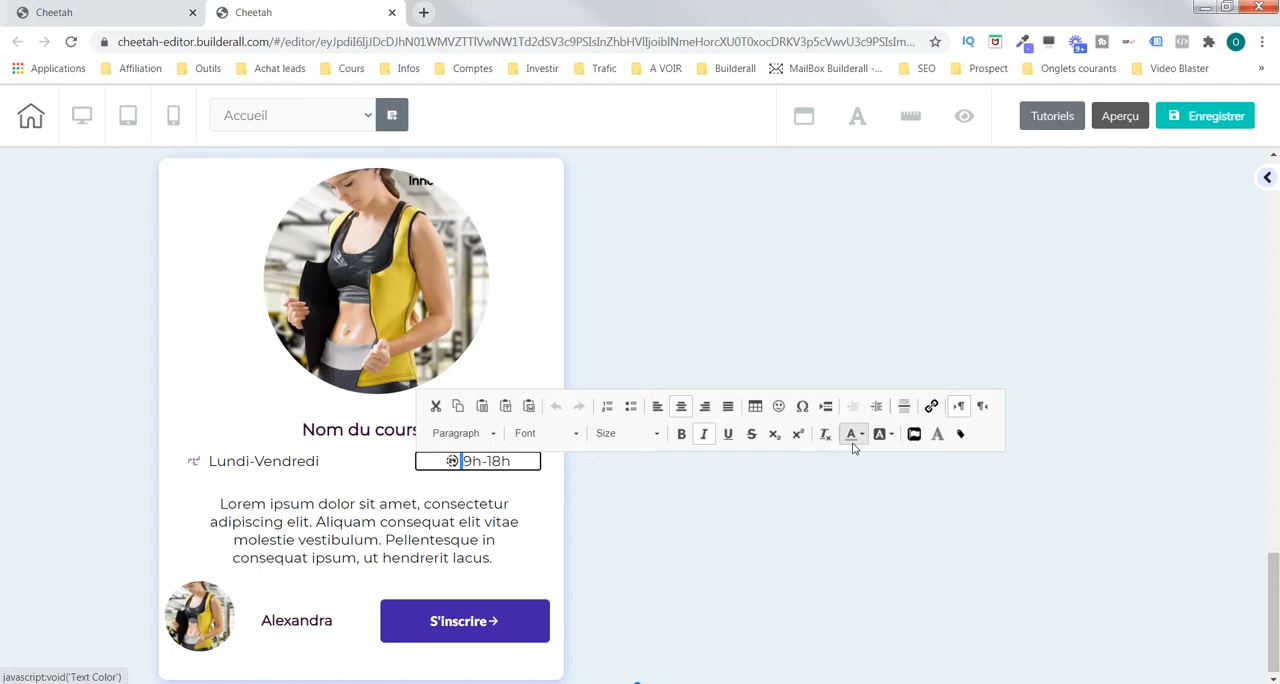 Cheetah
Cheetah
cheetah-editor.builderall.com/#/editor/eyJpdiI6IjJDcDJhN01WMVZTTlVwNW1Td2dSV3c9PSIsInZhbHVlIjoiblNmeHorcXU0T0xocDRKV3p5cVwvU3c9PSIsIm...
IQ
9+
O
Applications
Affiliation
Outils
Achat leads
Cours
Infos
Comptes
Investir
Trafic
A VOIR
Builderall
MailBox Builderall -...
SEO
Prospect
Onglets courants
Video Blaster
»
Accueil
Tutoriels
Aperçu
Enregistrer
Paragraph
Font
Size
Nom du cours
Lundi-Vendredi
9h-18h
Lorem ipsum dolor sit amet, consectetur
adipiscing elit. Aliquam consequat elit vitae
molestie vestibulum. Pellentesque in
consequat ipsum, ut hendrerit lacus.
Alexandra
S'inscrire→
javascript:void('Text Color')